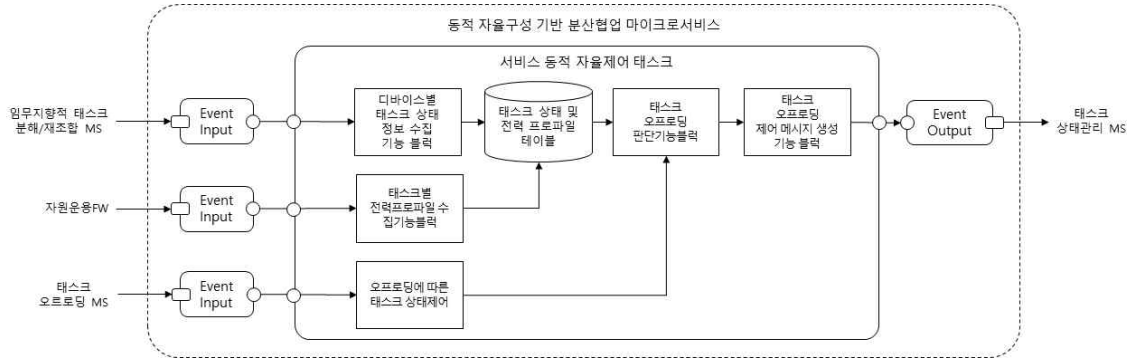 동적 자율구성 기반 분산협업 마이크로서비스
서비스 동적 자율제어 태스크
임무지향적 태스크
분해/재조합 MS
Event
Input
디바이스별
태스크 상태
정보 수집
기능 블럭
태스크 상태 및
전력 프로파일
테이블
태스크
오프로딩
판단기능블럭
태스크
오프로딩
제어 메시지 생성
기능 블럭
Event
Output
태스크
상태관리 MS
자원운용FW
Event
Input
태스크별
전력프로파일 수
집기능블럭
태스크
오르로딩 MS
Event
Input
오프로딩에 따른
태스크 상태제어